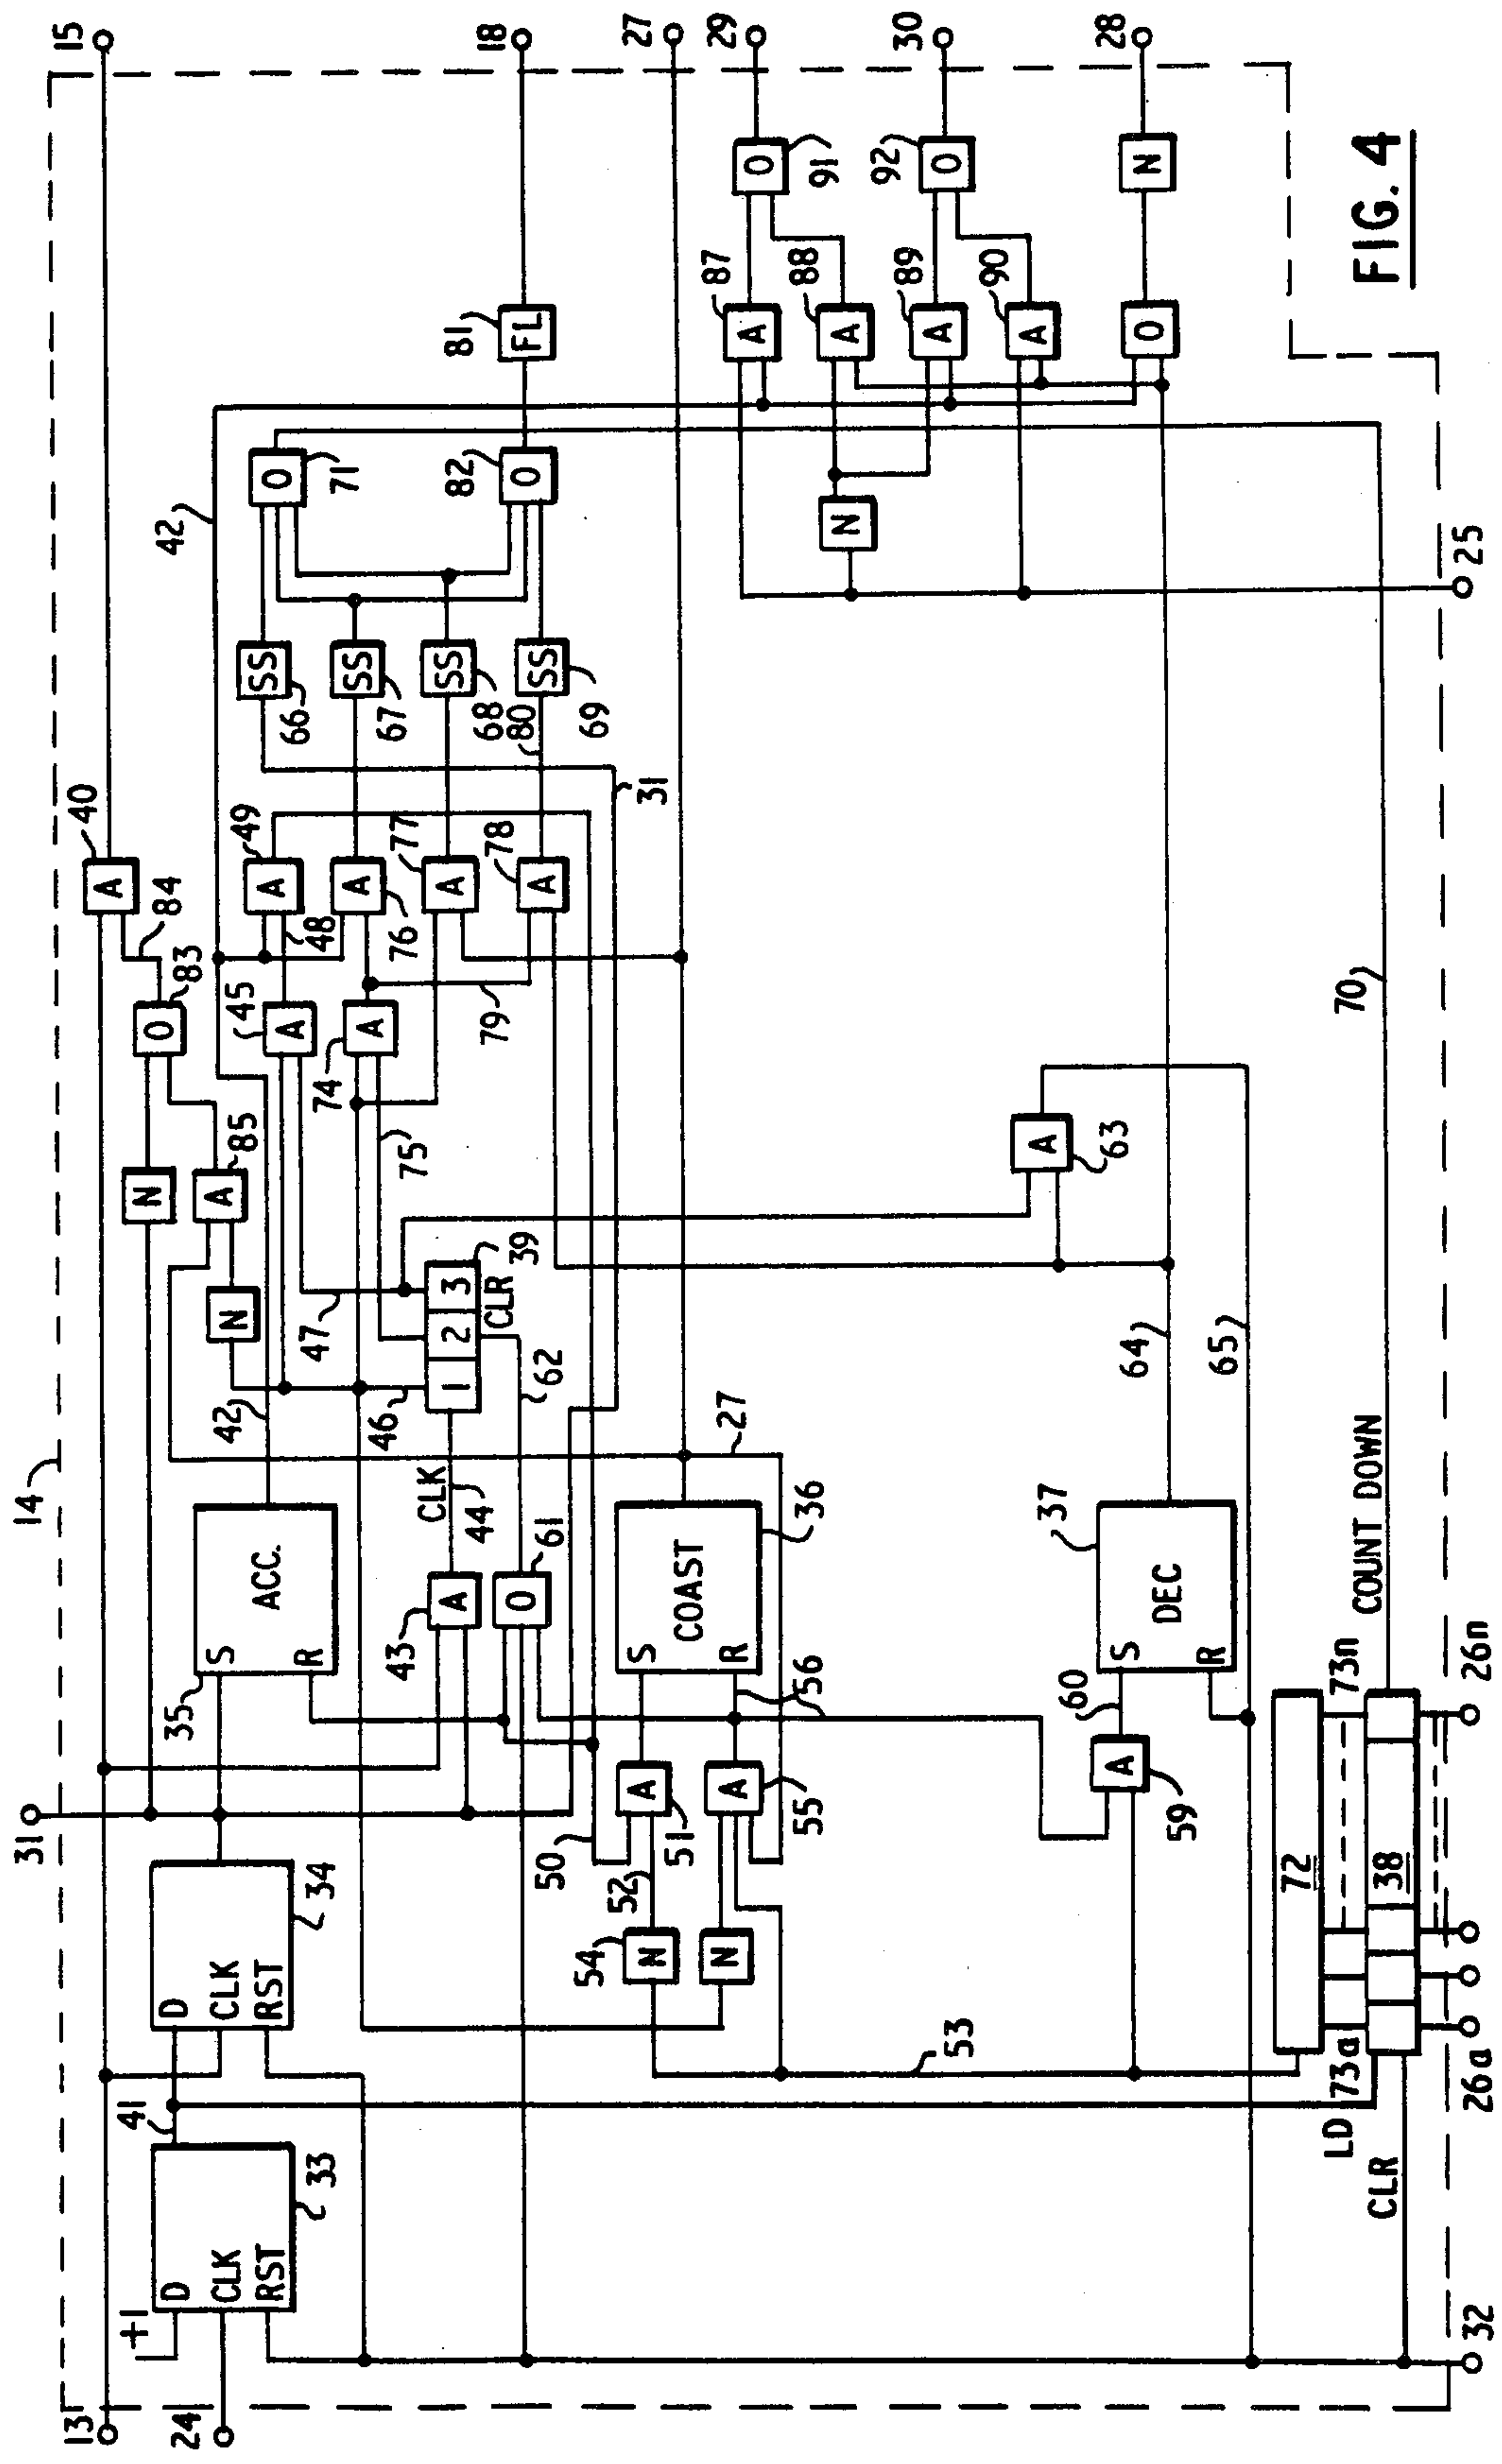 14
13
24
+1
D
CLK
RST
33
41
D
CLK
RST
34
31
35
S
R
ACC.
42
42
N
N
A
85
O
83
84
A
40
15
43
A
CLK
44
46
47
1
2
3
39
CLR
62
O
61
75
45
A
48
A
49
74
A
79
A
76
77
A
78
A
31
SS
66
SS
67
SS
68
80
SS
69
O
71
82
O
81
FL
18
27
50
52
54
N
N
A
51
A
55
56
S
R
COAST
36
27
53
A
59
60
S
R
DEC
37
64
65
A
63
N
A
87
A
88
A
89
A
90
O
91
O
92
O
N
29
30
28
25
72
73a
73n
LD
CLR
38
COUNT DOWN
70
32
26a
26n
FIG. 4